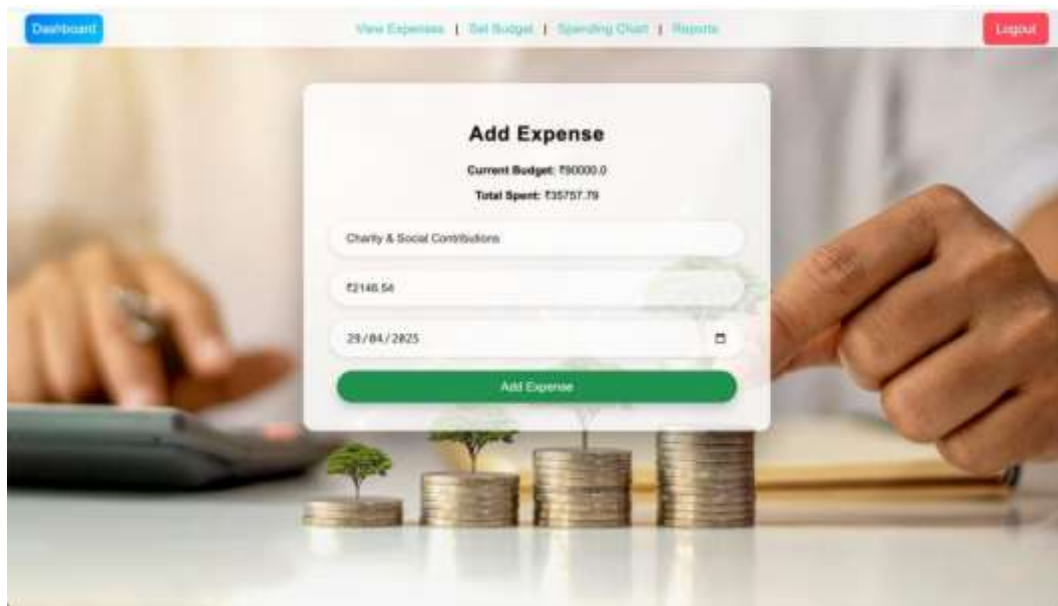 Dashboard
View Expenses | Set Budget | Spending Chart | Reports
Logout
Add Expense
Current Budget: ₹90000.0
Total Spent: ₹35757.79
Charity & Social Contributions
₹2146.54
29/04/2025
Add Expense